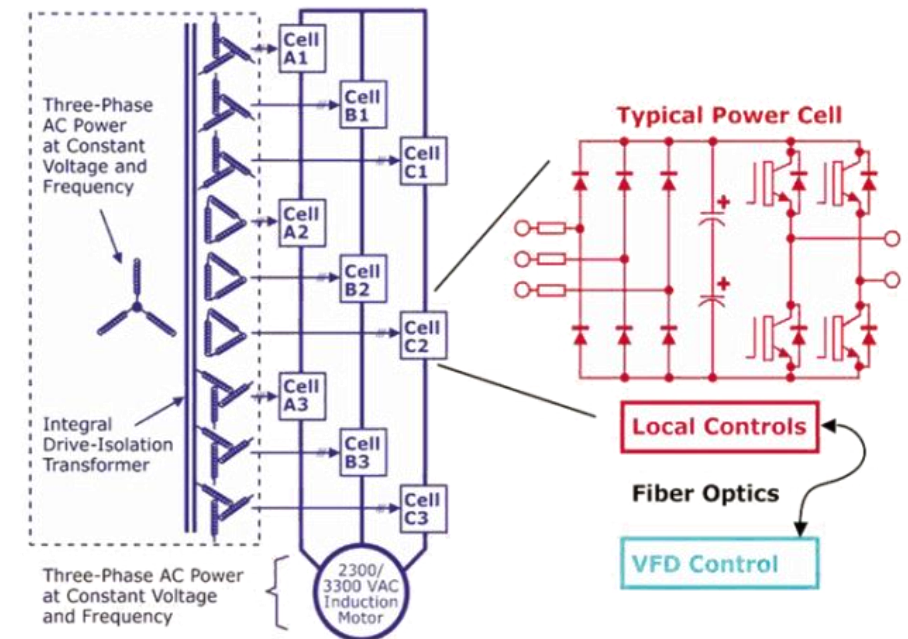 Three-Phase
AC Power
at Constant
Voltage and
Frequency
Integral
Drive-Isolation
Transformer
Cell
A1
Cell
B1
Cell
C1
Cell
A2
Cell
B2
Cell
C2
Cell
A3
Cell
B3
Cell
C3
Three-Phase AC Power
at Constant Voltage
and Frequency
2300/
3300 VAC
Induction
Motor
Typical Power Cell
+
+
Local Controls
Fiber Optics
VFD Control